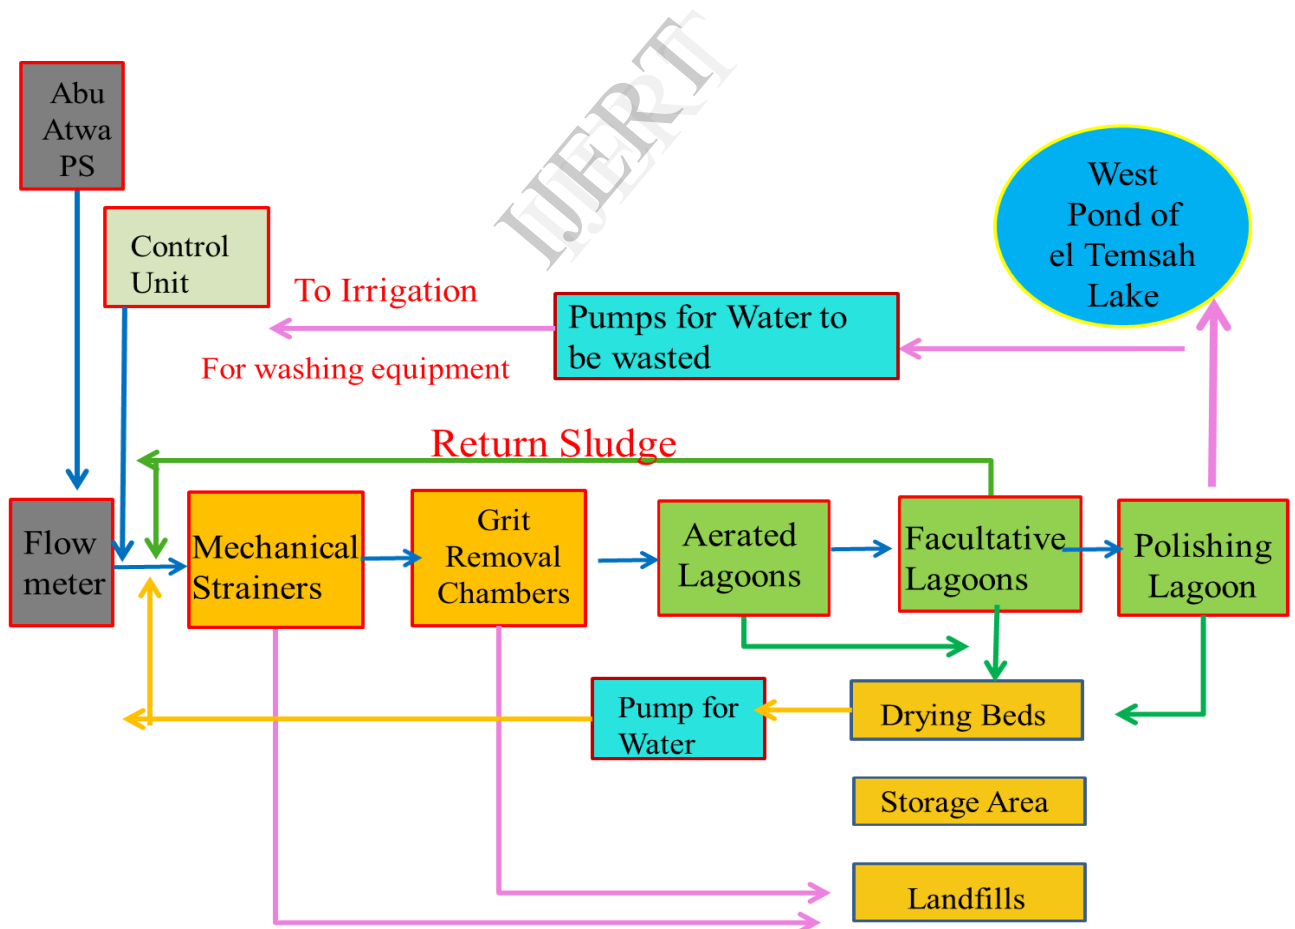 IJERT
Abu
Atwa
PS
West
Pond of
el Temsah
Lake
Control
Unit
To Irrigation
Pumps for Water to
be wasted
For washing equipment
Return Sludge
Flow
meter
Mechanical
Strainers
Grit
Removal
Chambers
Aerated
Lagoons
Facultative
Lagoons
Polishing
Lagoon
Pump for
Water
Drying Beds
Storage Area
Landfills